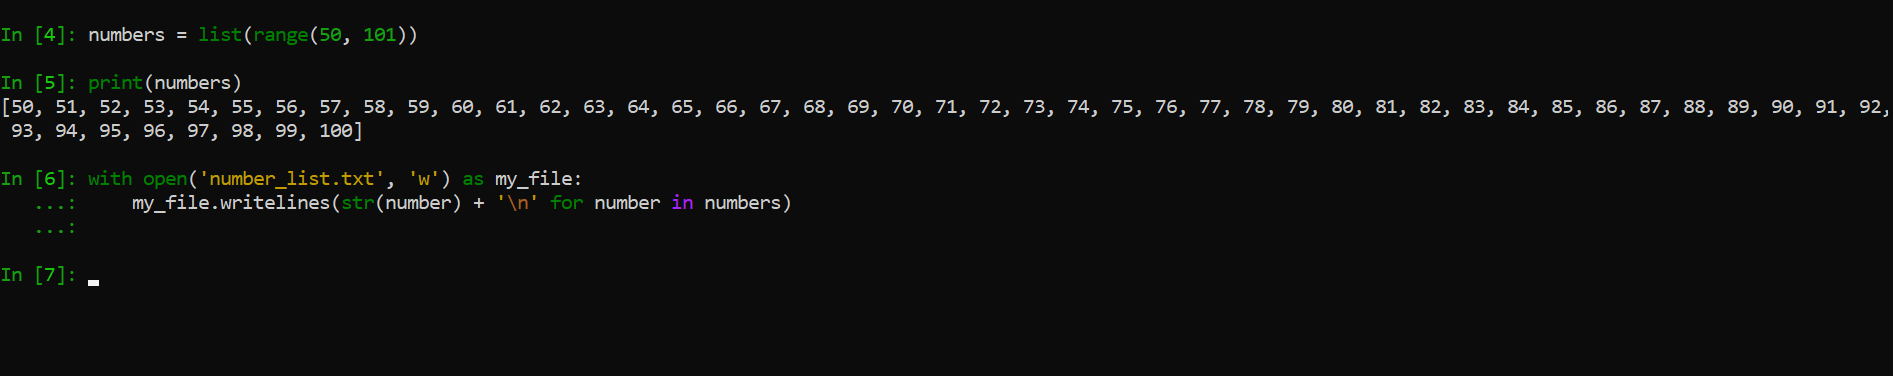 In [4]: numbers = list(range(50, 101))
In [5]: print(numbers)
[50, 51, 52, 53, 54, 55, 56, 57, 58, 59, 60, 61, 62, 63, 64, 65, 66, 67, 68, 69, 70, 71, 72, 73, 74, 75, 76, 77, 78, 79, 80, 81, 82, 83, 84, 85, 86, 87, 88, 89, 90, 91, 92,
 93, 94, 95, 96, 97, 98, 99, 100]
In [6]: with open('number_list.txt', 'w') as my_file:
   ...:     my_file.writelines(str(number) + '\n' for number in numbers)
   ...:
In [7]: